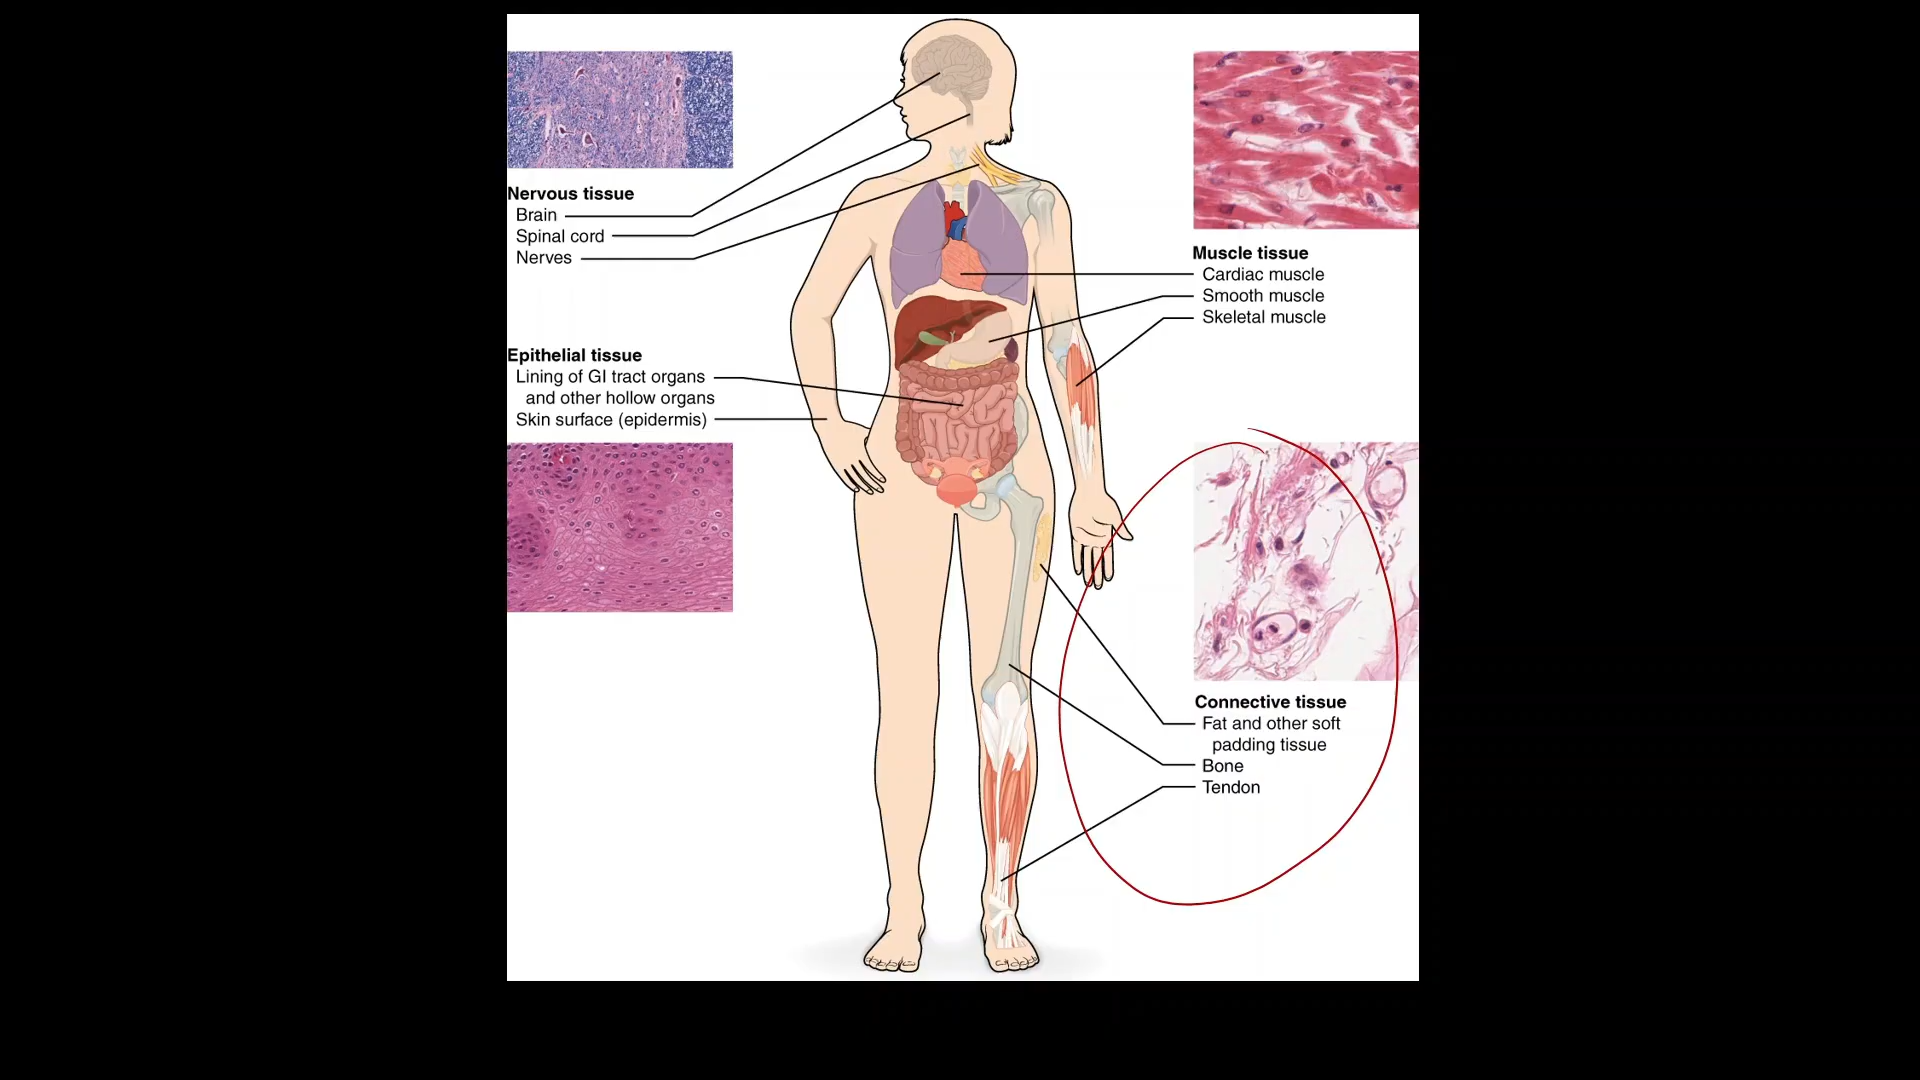 Nervous tissue
Brain
Spinal cord
Nerves
Epithelial tissue
Lining of GI tract organs
and other hollow organs
Skin surface (epidermis)
Muscle tissue
Cardiac muscle
Smooth muscle
Skeletal muscle
Connective tissue
Fat and other soft
padding tissue
Bone
Tendon